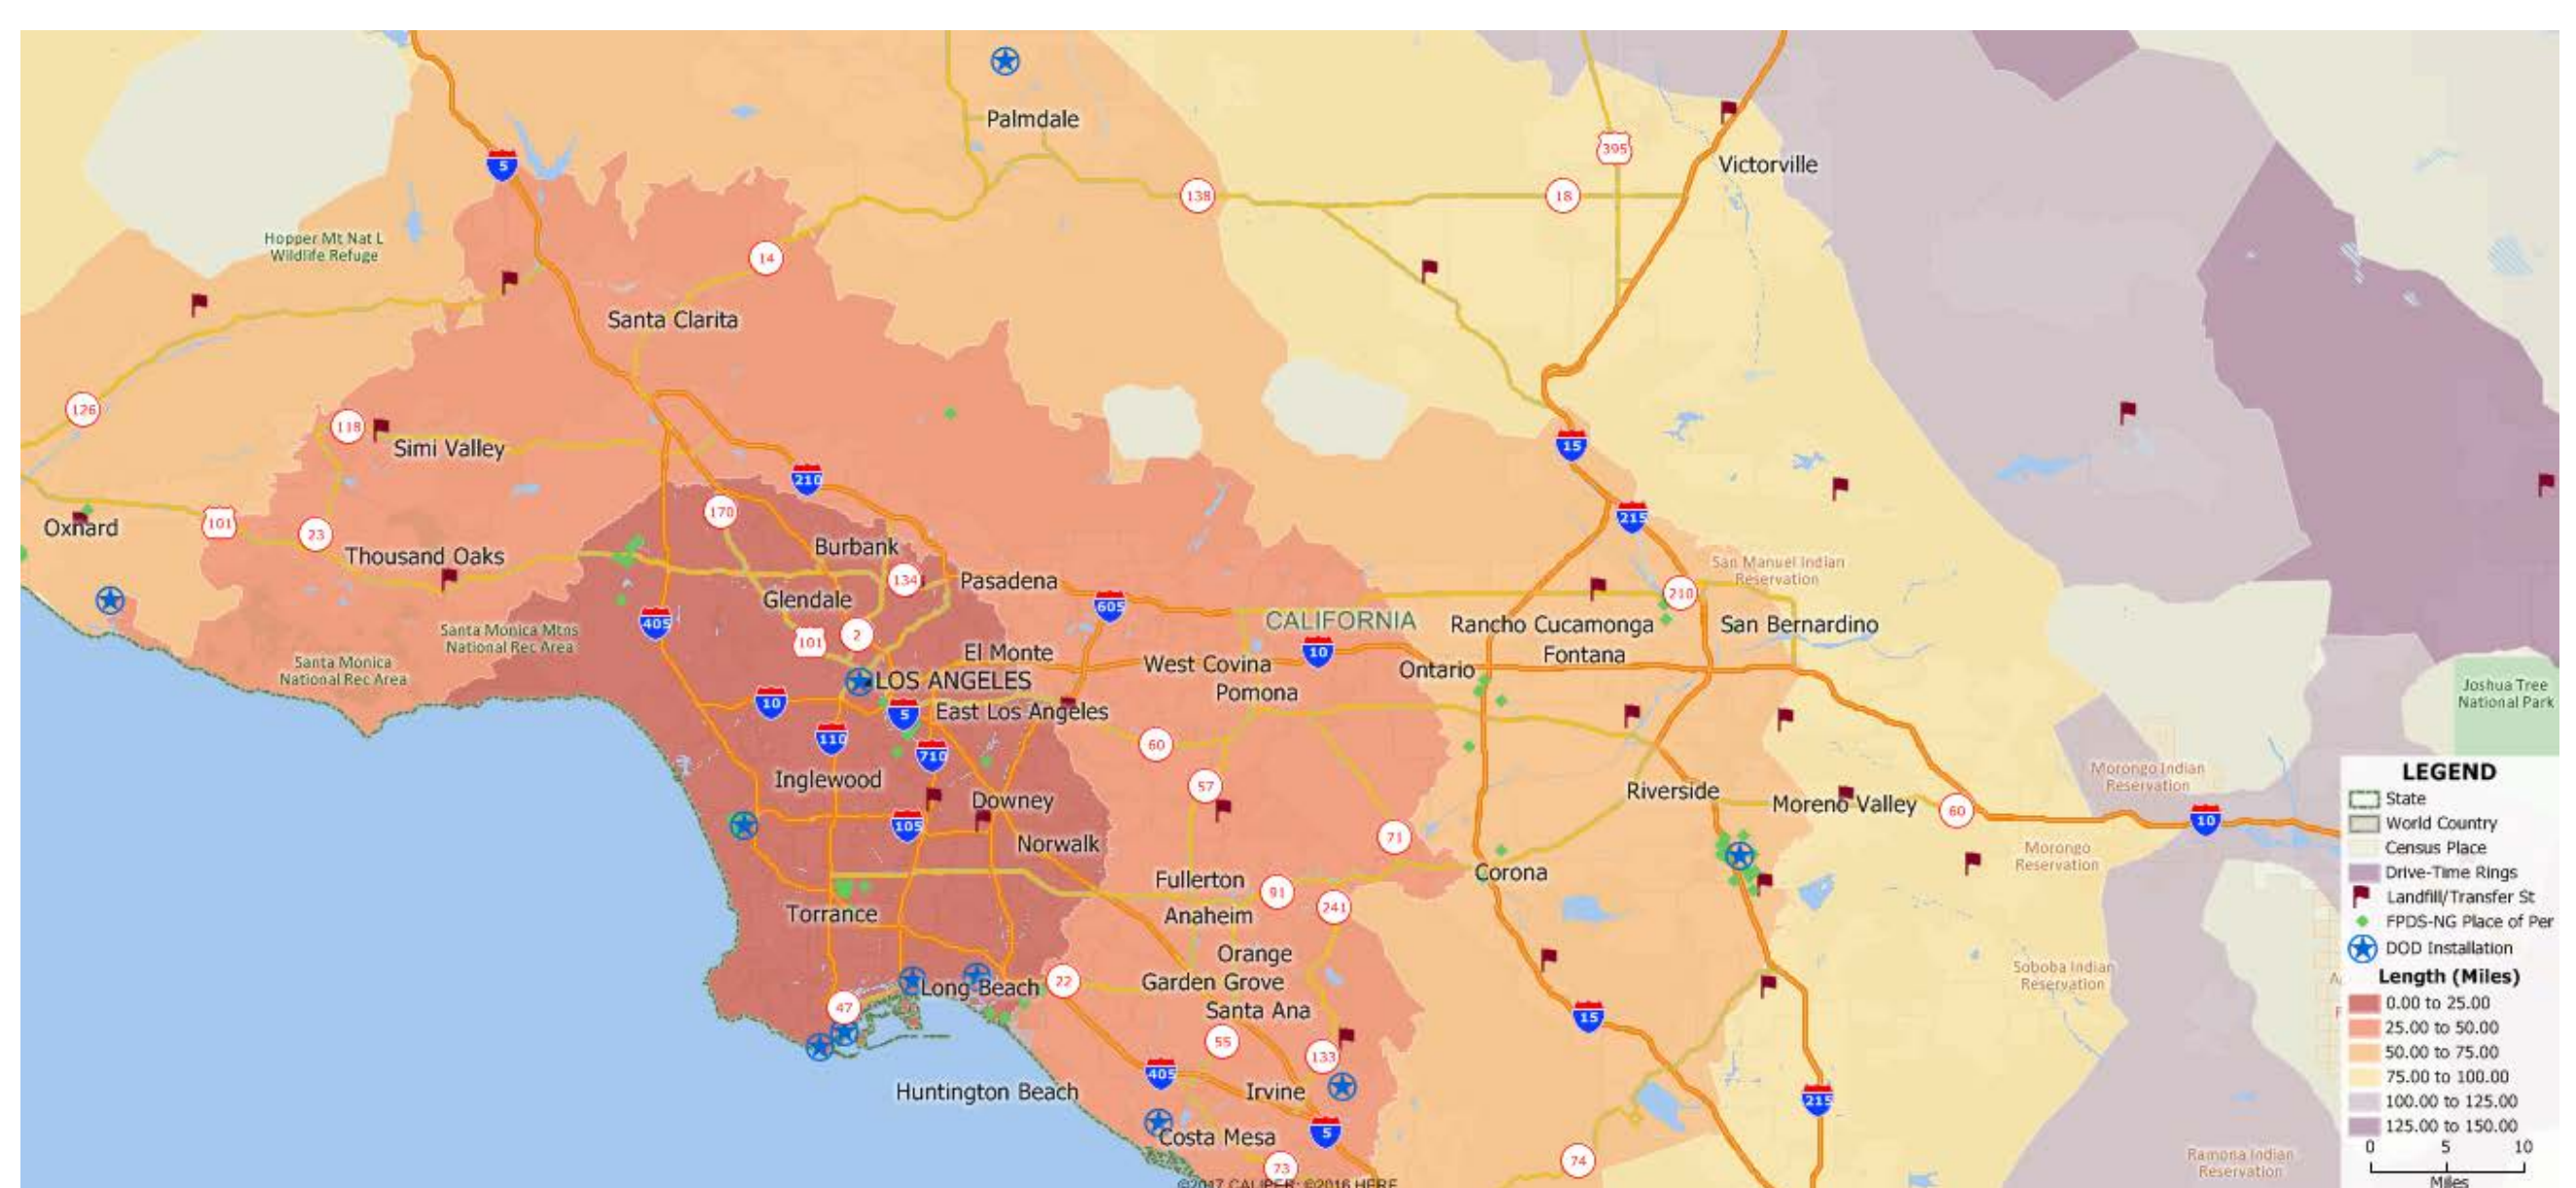 Palmdale
Victorville
395
5
138
18
Hopper Mt Nat L
Wildlife Refuge
14
Santa Clarita
126
118
Simi Valley
15
210
215
170
Oxnard
101
23
Thousand Oaks
Burbank
134
Pasadena
San Manuel Indian
Reservation
Glendale
605
210
405
CALIFORNIA
Rancho Cucamonga
San Bernardino
Santa Monica Mtns
National Rec Area
101
2
El Monte
West Covina
10
Fontana
Santa Monica
National Rec Area
LOS ANGELES
Ontario
Pomona
Joshua Tree
National Park
10
5
East Los Angeles
110
710
60
Inglewood
57
Riverside
Morongo Indian
Reservation
Downey
Moreno Valley
60
10
105
71
Norwalk
Morongo
Reservation
Fullerton
91
Corona
Torrance
Anaheim
241
Orange
Long Beach
22
Garden Grove
Soboba Indian
Reservation
47
Santa Ana
15
55
133
405
Huntington Beach
Irvine
215
Costa Mesa
5
73
74
Ramona Indian
Reservation
©2017 CALIPER; ©2016 HERE
LEGEND
State
World Country
Census Place
Drive-Time Rings
Landfill/Transfer St
FPDS-NG Place of Per
DOD Installation
Length (Miles)
0.00 to 25.00
25.00 to 50.00
50.00 to 75.00
75.00 to 100.00
100.00 to 125.00
125.00 to 150.00
0 5 10
Miles